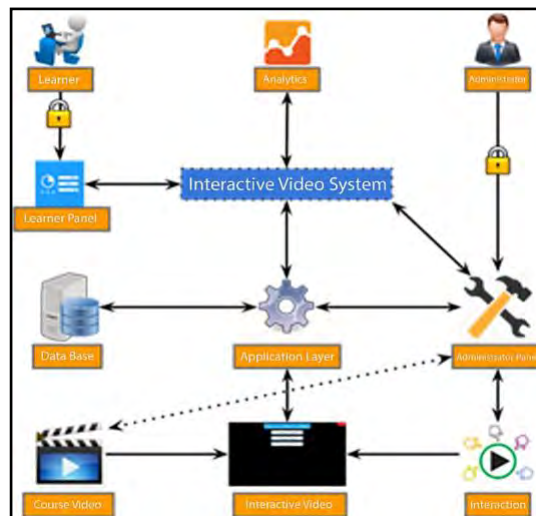 Learner
Analytics
Administrator
Interactive Video System
Learner Panel
Data Base
Application Layer
Administrator Panel
Course Video
Interactive Video
Interaction